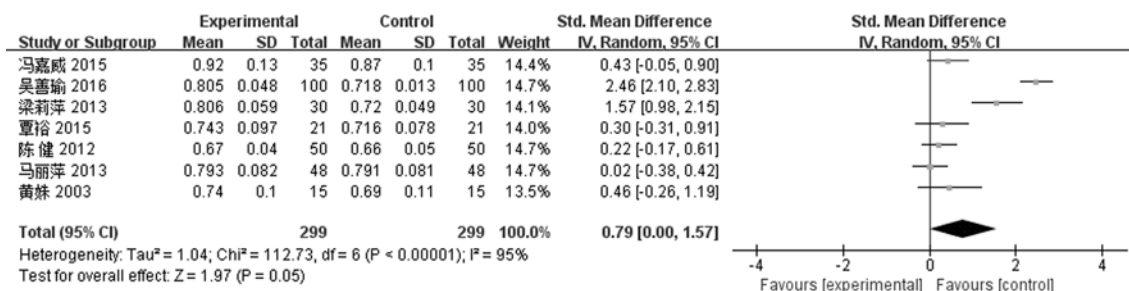 Experimental Control Std. Mean Difference Std. Mean Difference
Study or Subgroup Mean SD Total Mean SD Total Weight IV, Random, 95% CI IV, Random, 95% CI
冯嘉威 2015 0.92 0.13 35 0.87 0.1 35 14.4% 0.43 [-0.05, 0.90]
吴善瑜 2016 0.805 0.048 100 0.718 0.013 100 14.7% 2.46 [2.10, 2.83]
梁莉萍 2013 0.806 0.059 30 0.72 0.049 30 14.1% 1.57 [0.98, 2.15]
覃裕 2015 0.743 0.097 21 0.716 0.078 21 14.0% 0.30 [-0.31, 0.91]
陈 健 2012 0.67 0.04 50 0.66 0.05 50 14.6% 0.22 [-0.17, 0.61]
马丽萍 2013 0.793 0.082 48 0.791 0.081 48 14.7% 0.02 [-0.38, 0.42]
黄姝 2003 0.74 0.1 15 0.69 0.11 15 13.5% 0.46 [-0.26, 1.19]
Total (95% CI) 299 299 100.0% 0.79 [0.00, 1.57]
Heterogeneity: Tau² = 1.04; Chi² = 112.73, df = 6 (P < 0.00001); I² = 95%
Test for overall effect: Z = 1.97 (P = 0.05)
-4 -2 0 2 4
Favours [experimental] Favours [control]